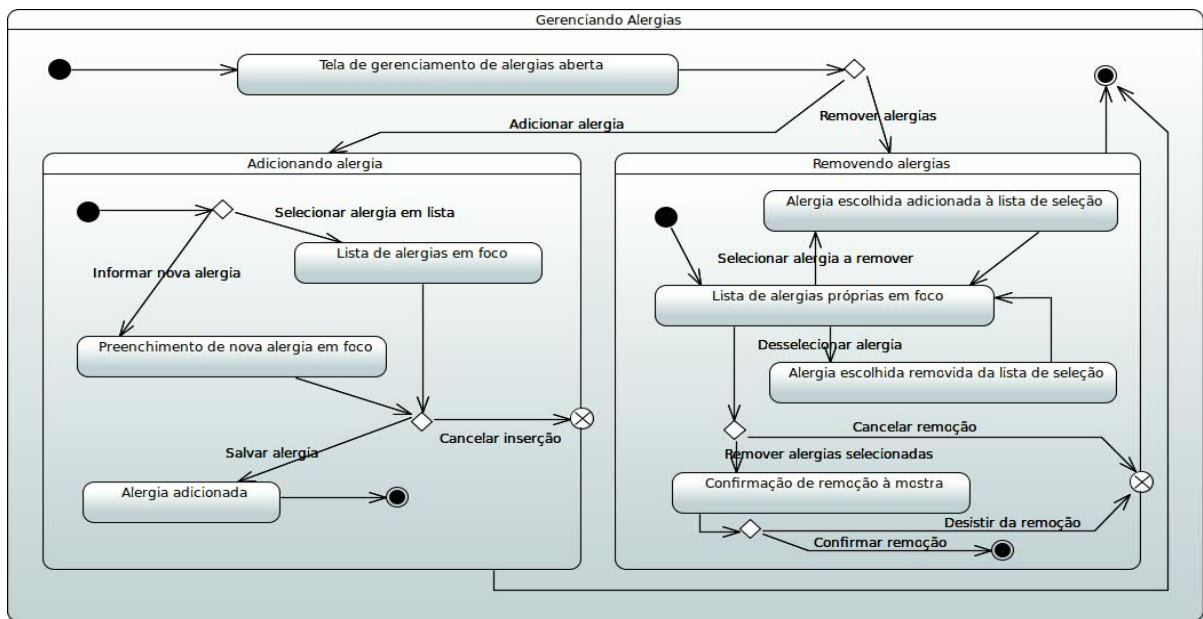 Gerenciando Alergias
Tela de gerenciamento de alergias aberta
Adicionar alergia
Remover alergias
Adicionando alergia
Selecionar alergia em lista
Lista de alergias em foco
Informar nova alergia
Preenchimento de nova alergia em foco
Cancelar inserção
Salvar alergia
Alergia adicionada
Removendo alergias
Alergia escolhida adicionada à lista de seleção
Selecionar alergia a remover
Lista de alergias próprias em foco
Desselecionar alergia
Alergia escolhida removida da lista de seleção
Cancelar remoção
Remover alergias selecionadas
Confirmação de remoção à mostra
Desistir da remoção
Confirmar remoção